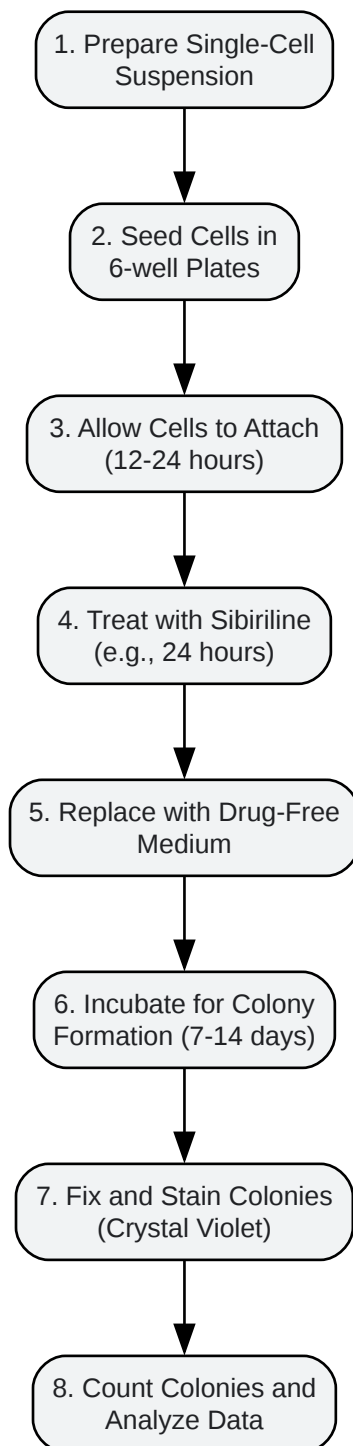 1. Prepare Single-Cell
Suspension
2. Seed Cells in
6-well Plates
3. Allow Cells to Attach
(12-24 hours)
4. Treat with Sibiriline
(e.g., 24 hours)
5. Replace with Drug-Free
Medium
6. Incubate for Colony
Formation (7-14 days)
7. Fix and Stain Colonies
(Crystal Violet)
8. Count Colonies and
Analyze Data